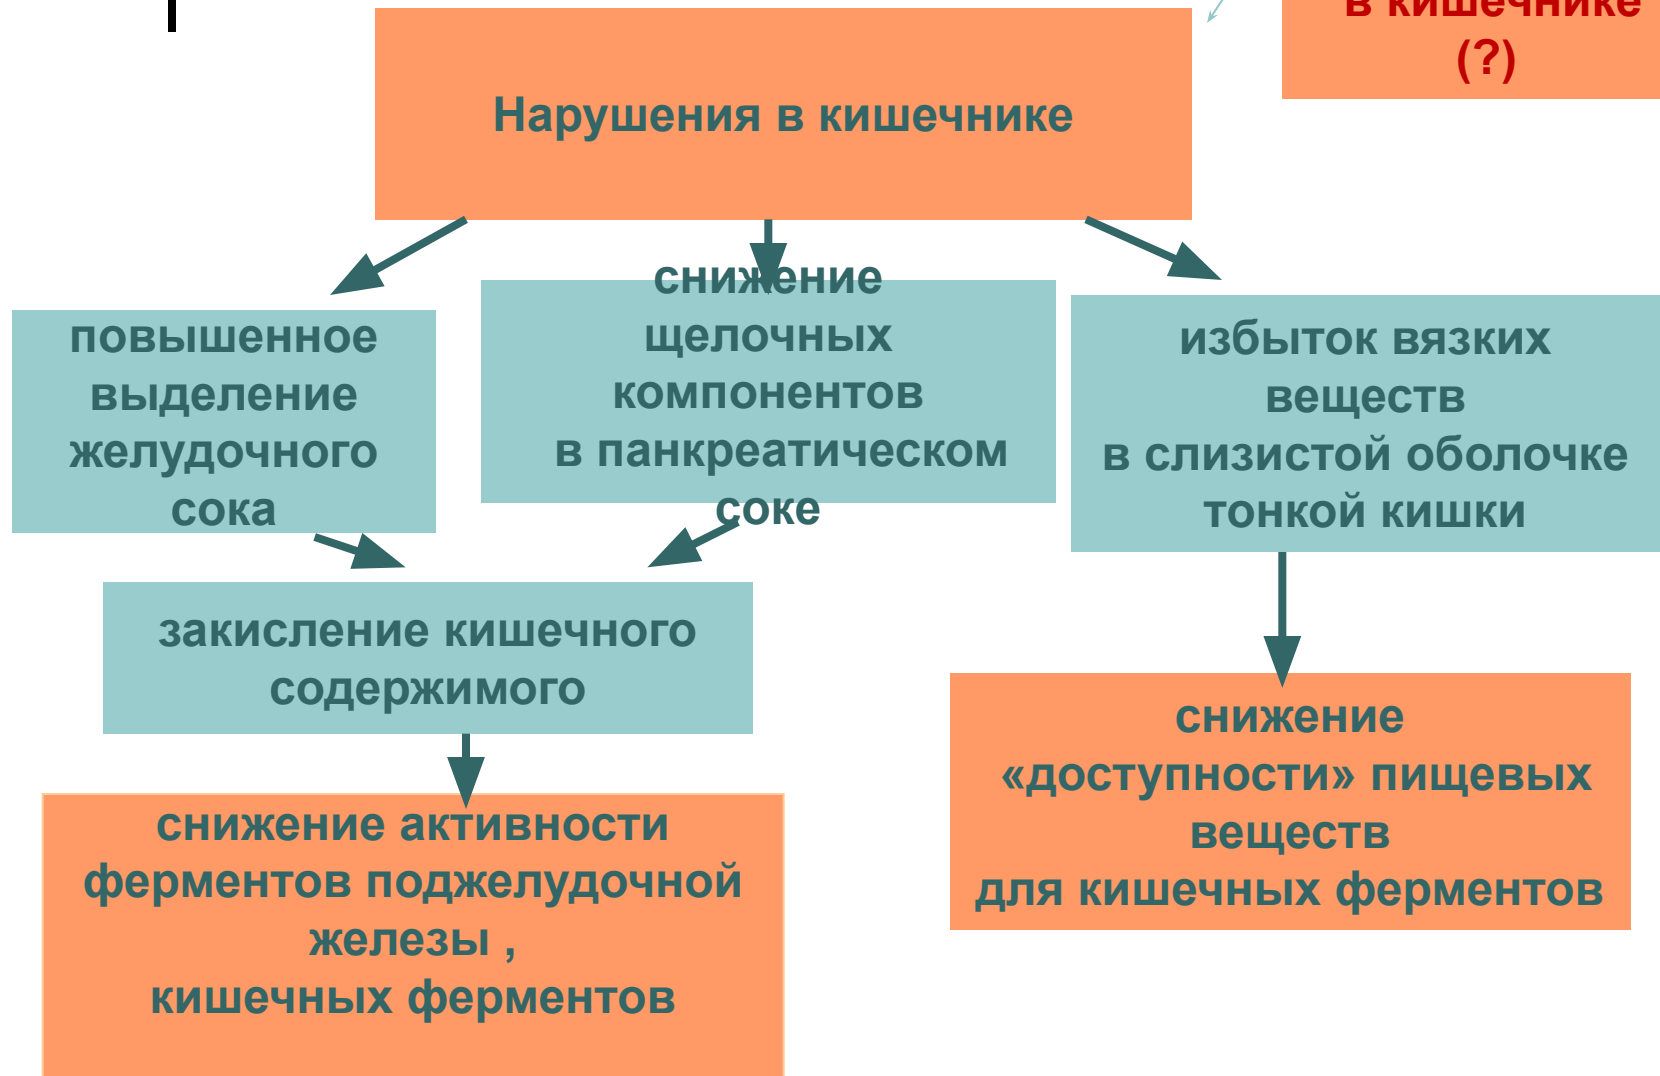 в кишечнике
(?)
Нарушения в кишечнике
повышенное
выделение
желудочного
сока
снижение
щелочных
компонентов
в панкреатическом
соке
избыток вязких
веществ
в слизистой оболочке
тонкой кишки
закисление кишечного
содержимого
снижение
«доступности» пищевых
веществ
для кишечных ферментов
снижение активности
ферментов поджелудочной
железы ,
кишечных ферментов